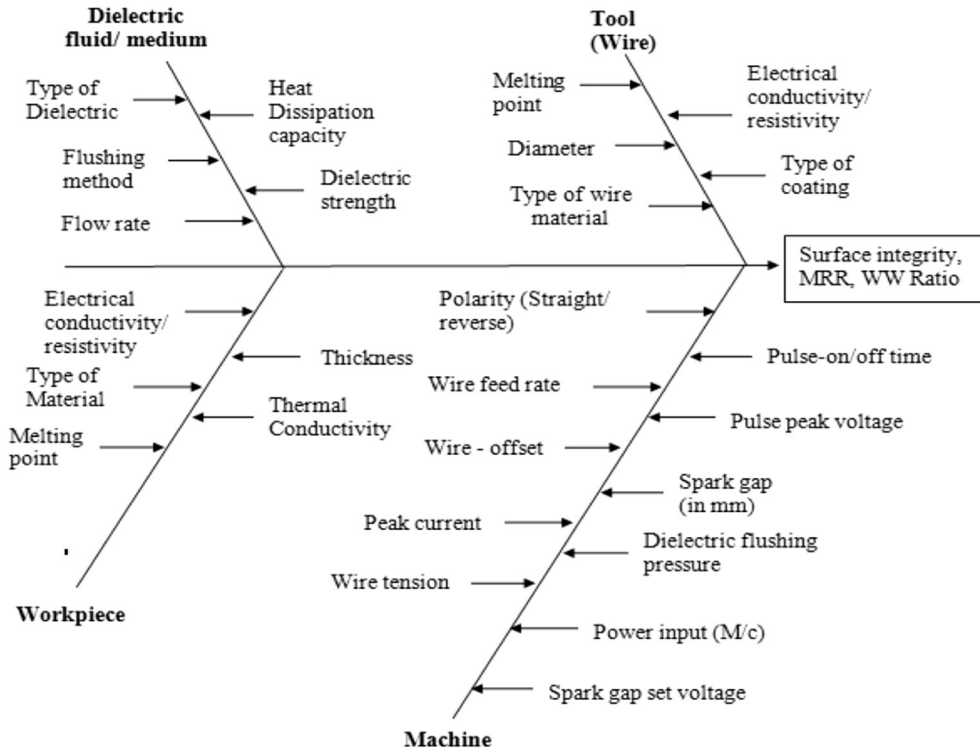 Dielectric
fluid/ medium
Type of
Dielectric
Heat
Dissipation
capacity
Flushing
method
Dielectric
strength
Flow rate
Tool
(Wire)
Melting
point
Electrical
conductivity/
resistivity
Diameter
Type of
coating
Type of wire
material
Surface integrity,
MRR, WW Ratio
Electrical
conductivity/
resistivity
Thickness
Type of
Material
Thermal
Conductivity
Melting
point
Workpiece
Polarity (Straight/
reverse)
Pulse-on/off time
Wire feed rate
Pulse peak voltage
Wire - offset
Spark gap
(in mm)
Peak current
Dielectric flushing
pressure
Wire tension
Power input (M/c)
Spark gap set voltage
Machine